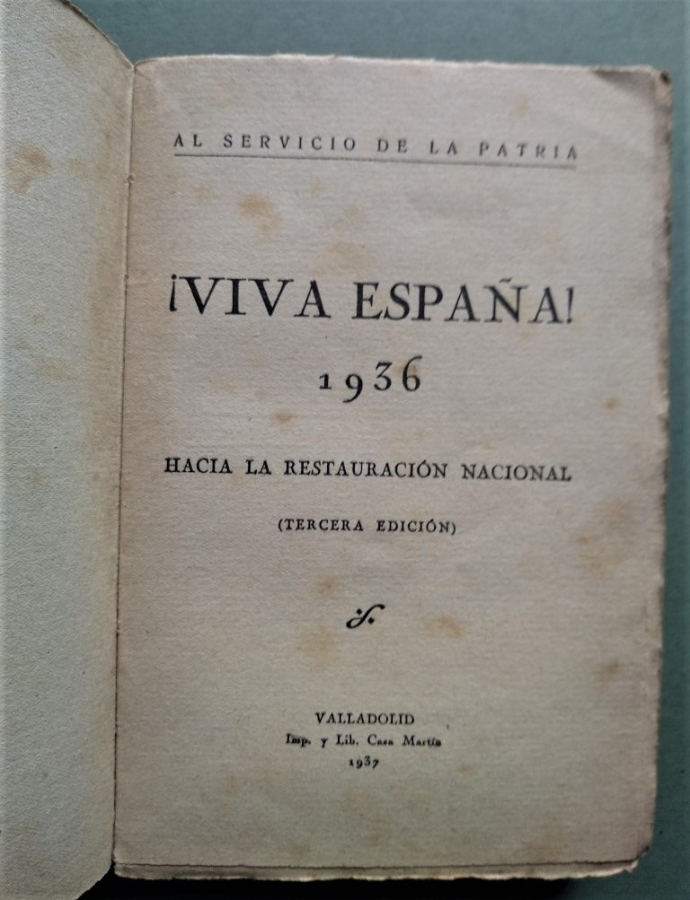 AL SERVICIO DE LA PATRIA
¡VIVA ESPAÑA!
1936
HACIA LA RESTAURACIÓN NACIONAL
(TERCERA EDICIÓN)
VALLADOLID
Imp. y Lib. Casa Martín
1937